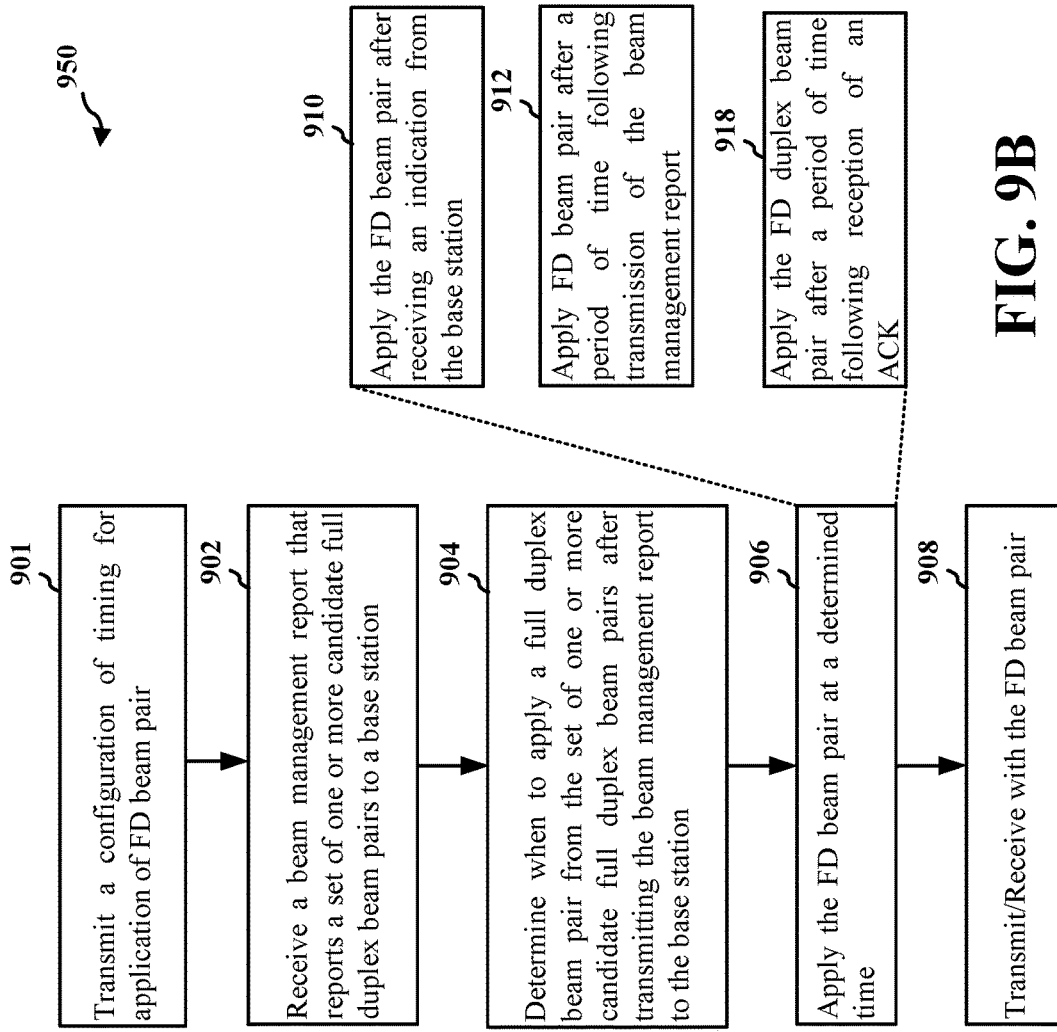 950
901
Transmit a configuration of timing for
application of FD beam pair
902
Receive a beam management report that
reports a set of one or more candidate full
duplex beam pairs to a base station
904
Determine when to apply a full duplex
beam pair from the set of one or more
candidate full duplex beam pairs after
transmitting the beam management report
to the base station
906
Apply the FD beam pair at a determined
time
908
Transmit/Receive with the FD beam pair
910
Apply the FD beam pair after
receiving an indication from
the base station
912
Apply FD beam pair after a
period of time following
transmission of the beam
management report
918
Apply the FD duplex beam
pair after a period of time
following reception of an
ACK
FIG. 9B